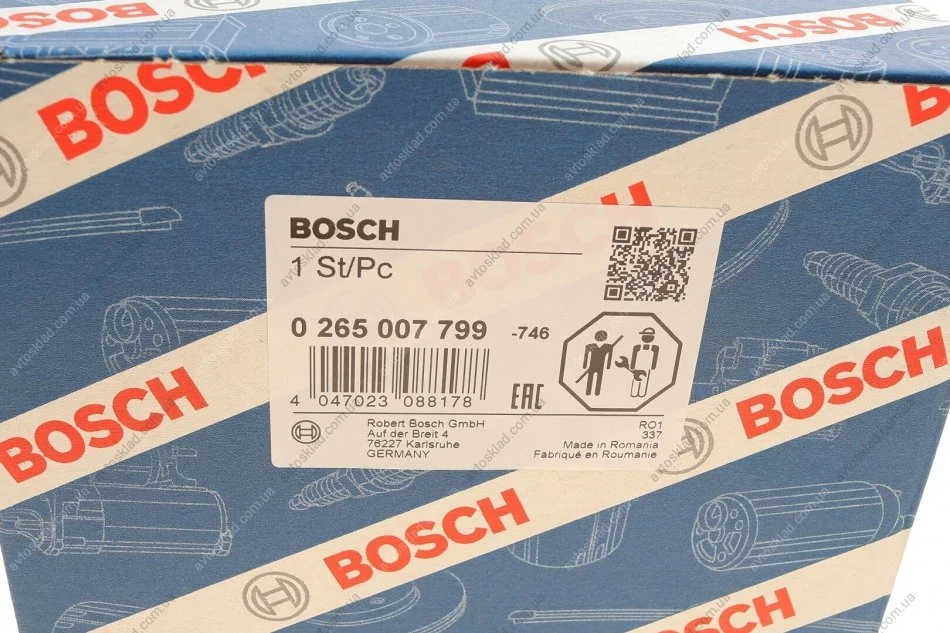 BOSCH
BOSCH
BOSCH
BOSCH
1 St/Pc
0 265 007 799 -746
4 047023 088178
EAC
Robert Bosch GmbH
Auf der Breit 4
76227 Karlsruhe
GERMANY
RO1
337
Made in Romania
Fabriqué en Roumanie
BOSCH
BOSCH
BOSCH
BOSCH
avtosklad.com.ua